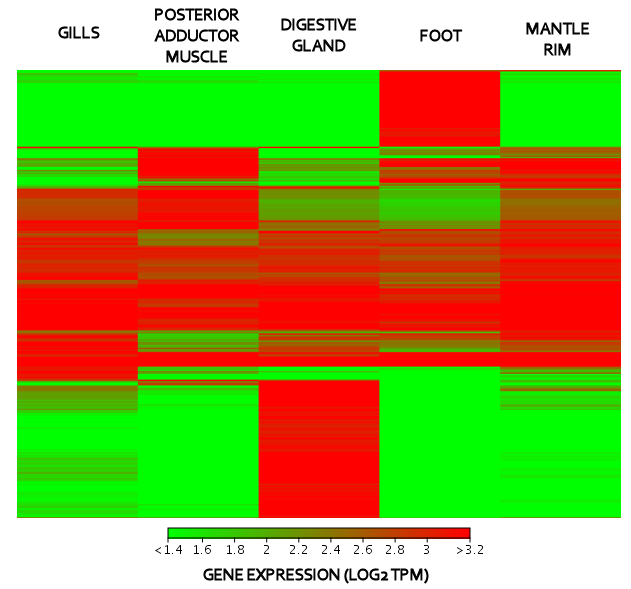 GILLS
POSTERIOR
ADDUCTOR
MUSCLE
DIGESTIVE
GLAND
FOOT
MANTLE
RIM
<1.4 1.6 1.8 2 2.2 2.4 2.6 2.8 3 >3.2
GENE EXPRESSION (LOG2 TPM)